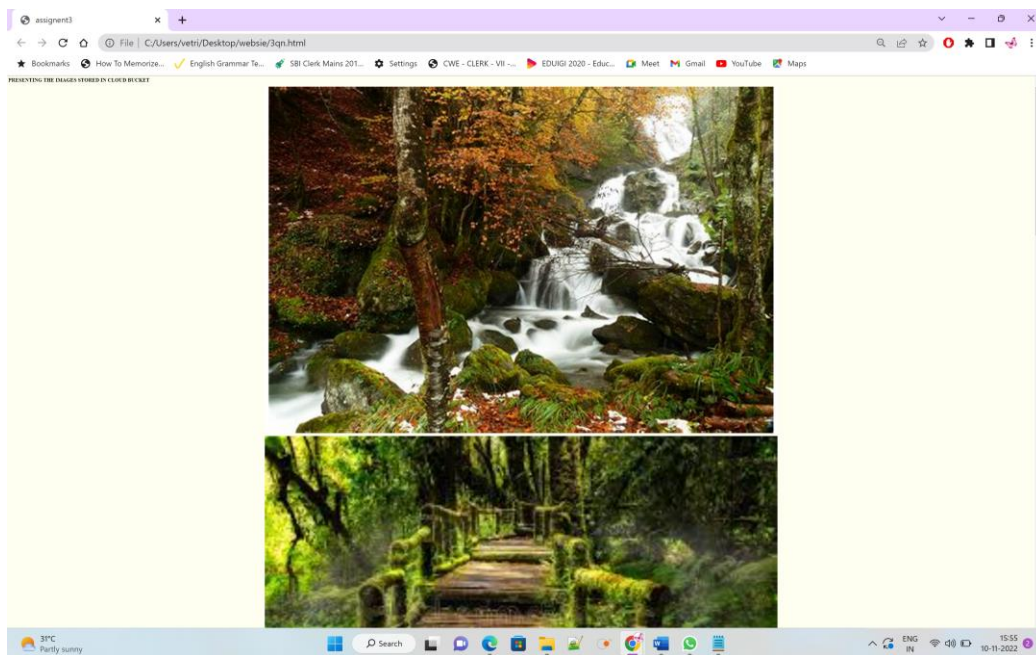 assignent3
File | C:/Users/vetri/Desktop/websie/3qn.html
Bookmarks How To Memorize... English Grammar Te... SBI Clerk Mains 201... Settings CWE - CLERK - VII -... EDUIGI 2020 - Educ... Meet Gmail YouTube Maps
PRESENTING THE IMAGES STORED IN CLOUD BUCKET
31°C
Partly sunny
Search
ENG
IN
15:55
10-11-2022
2